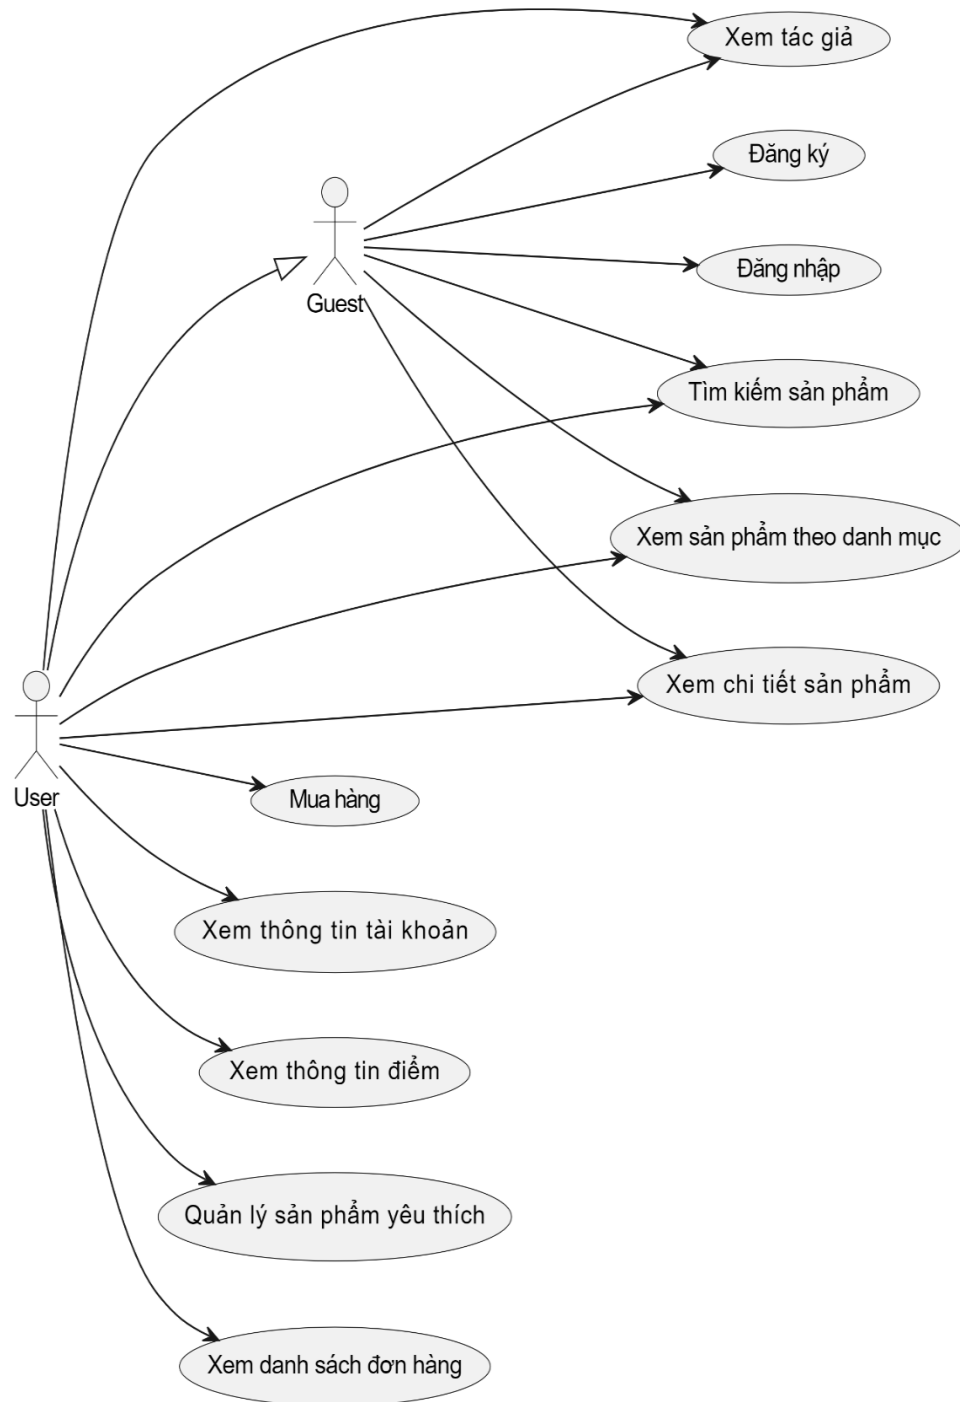 Xem tác giả
Đăng ký
Guest
Đăng nhập
Tìm kiếm sản phẩm
Xem sản phẩm theo danh mục
Xem chi tiết sản phẩm
User
Mua hàng
Xem thông tin tài khoản
Xem thông tin điểm
Quản lý sản phẩm yêu thích
Xem danh sách đơn hàng